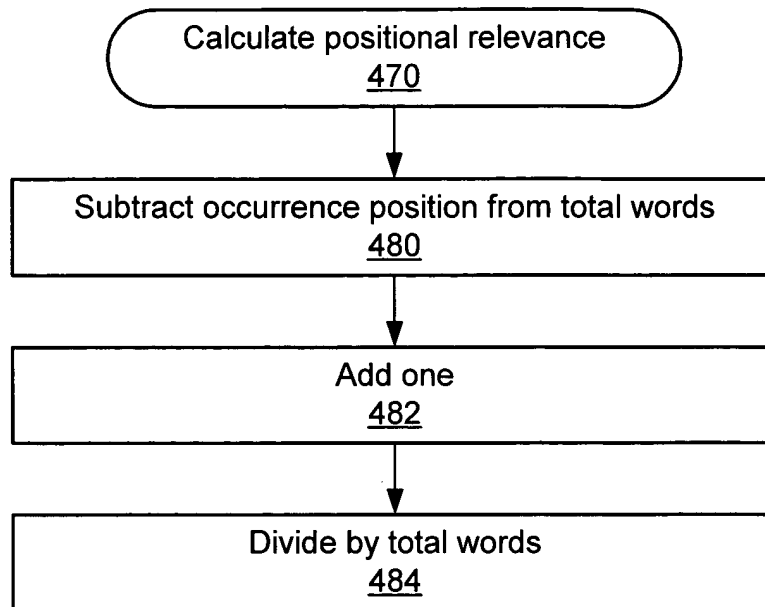 Calculate positional relevance
470
Subtract occurrence position from total words
480
Add one
482
Divide by total words
484